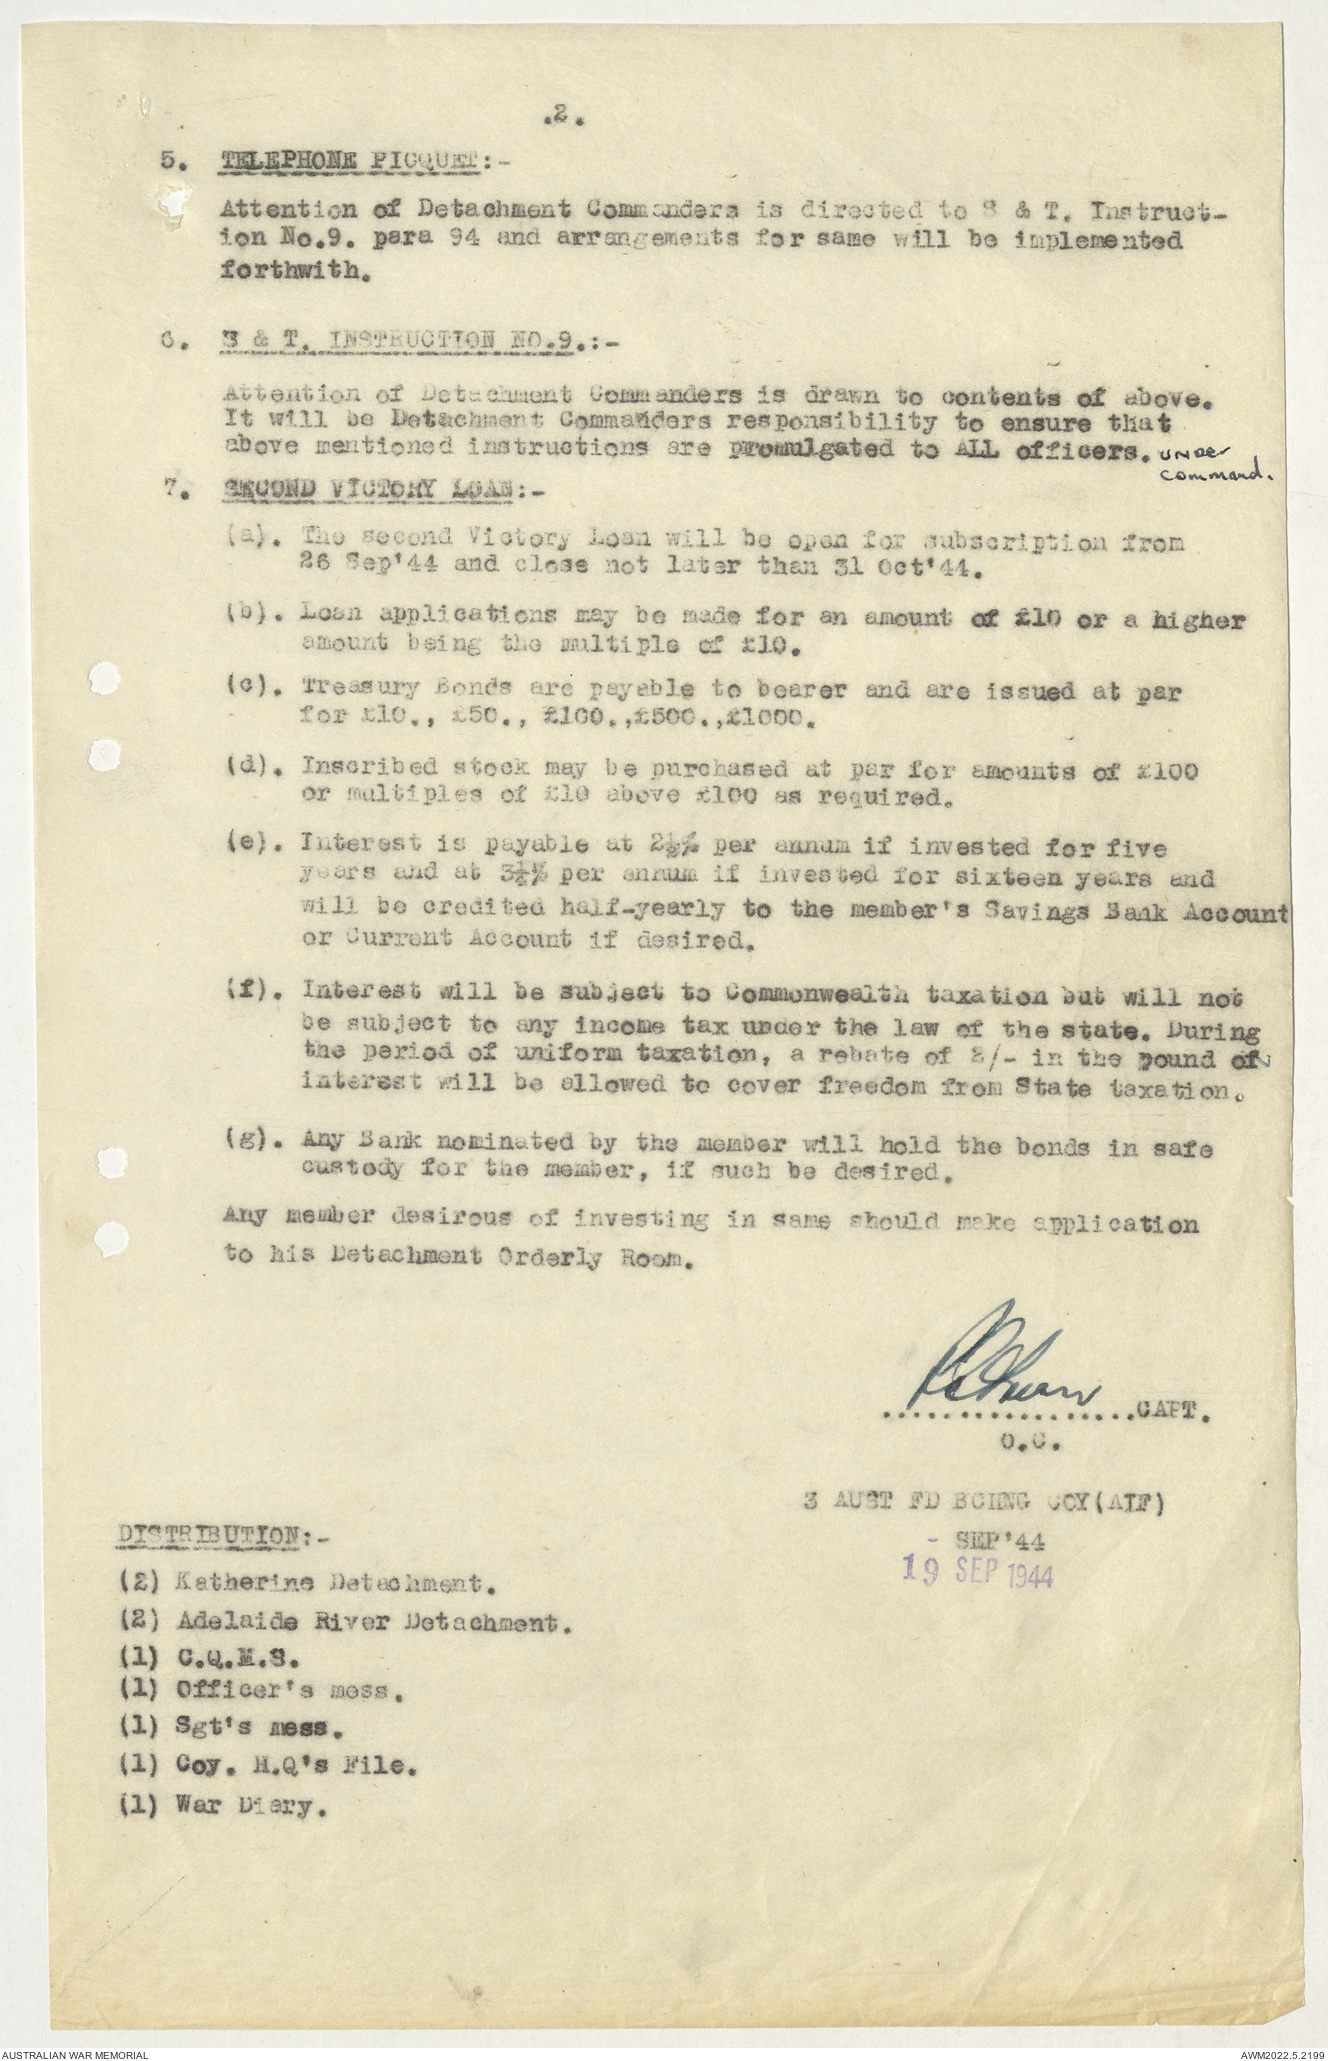 .2.
5. TELEPHONE PICQUET:-
Attention of Detachment Commanders is directed to S & T. Instruct-
ion No.9. para 94 and arrangements for same will be implemented
forthwith.
6. S & T. INSTRUCTION NO.9.:-
Attention of Detachment Commanders is drawn to contents of above.
It will be Detachment Commanders responsibility to ensure that
above mentioned instructions are promulgated to ALL officers. under
command.
7. SECOND VICTORY LOAN:-
(a). The second Victory Loan will be open for subscription from
26 Sep'44 and close not later than 31 Oct'44.
(b). Loan applications may be made for an amount of £10 or a higher
amount being the multiple of £10.
(c). Treasury Bonds are payable to bearer and are issued at par
for £10., £50., £100.,£500.,£1000.
(d). Inscribed stock may be purchased at par for amounts of £100
or multiples of £10 above £100 as required.
(e). Interest is payable at 2½% per annum if invested for five
years and at 3¼% per annum if invested for sixteen years and
will be credited half-yearly to the member's Savings Bank Account
or Current Account if desired.
(f). Interest will be subject to Commonwealth taxation but will not
be subject to any income tax under the law of the state. During
the period of uniform taxation, a rebate of 2/- in the pound of
interest will be allowed to cover freedom from State taxation.
(g). Any Bank nominated by the member will hold the bonds in safe
custody for the member, if such be desired.
Any member desirous of investing in same should make application
to his Detachment Orderly Room.
.................CAPT.
O.C.
3 AUST FD BCHNG COY(AIF)
- SEP'44
19 SEP 1944
DISTRIBUTION:-
(2) Katherine Detachment.
(2) Adelaide River Detachment.
(1) C.Q.M.S.
(1) Officer's mess.
(1) Sgt's mess.
(1) Coy. H.Q's File.
(1) War Diary.
AUSTRALIAN WAR MEMORIAL
AWM2022.5.2199